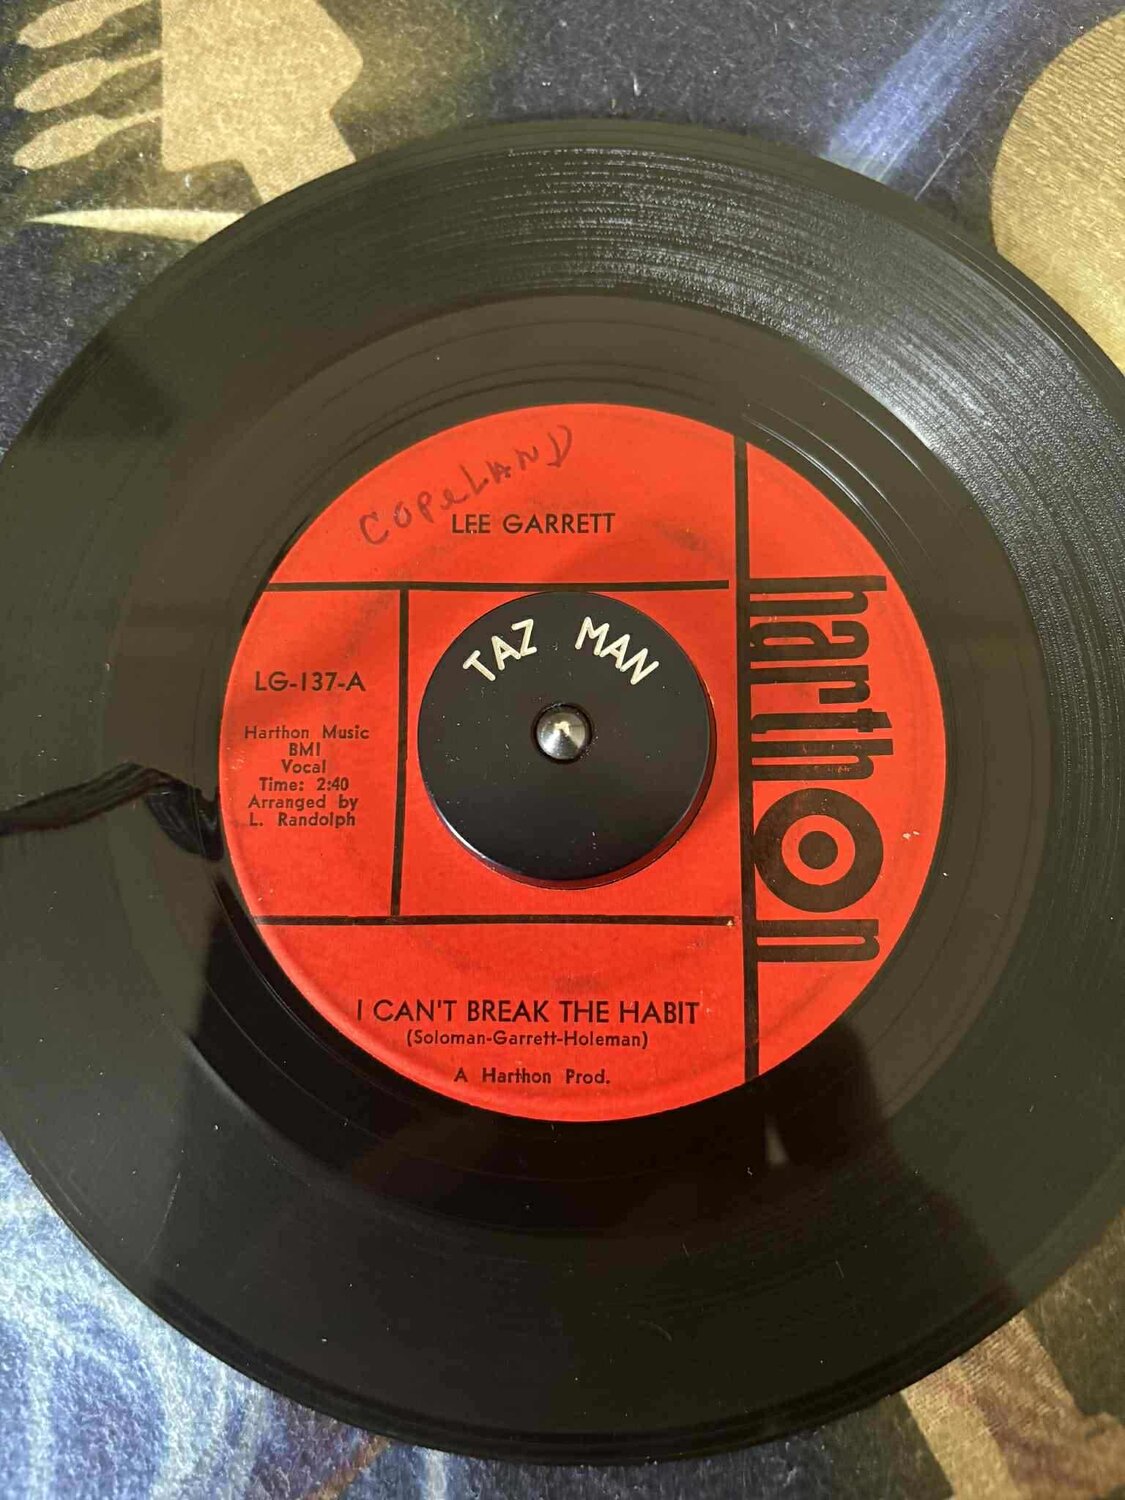 COPELAND
LEE GARRETT
TAZ MAN
LG-137-A
Harthon Music
BMI
Vocal
Time: 2:40
Arranged by
L. Randolph
harthon
I CAN'T BREAK THE HABIT
(Soloman-Garrett-Holeman)
A Harthon Prod.